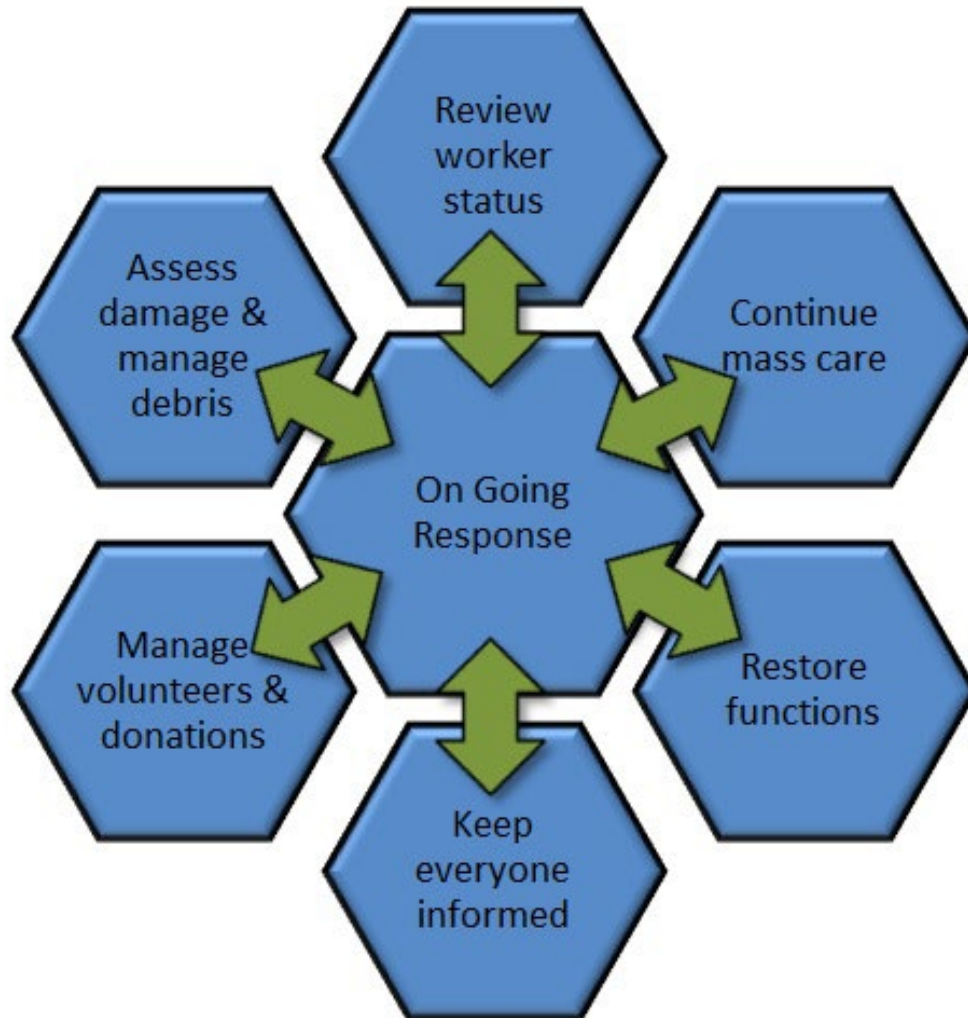 Review
worker
status
Assess
damage &
manage
debris
Continue
mass care
On Going
Response
Manage
volunteers &
donations
Restore
functions
Keep
everyone
informed